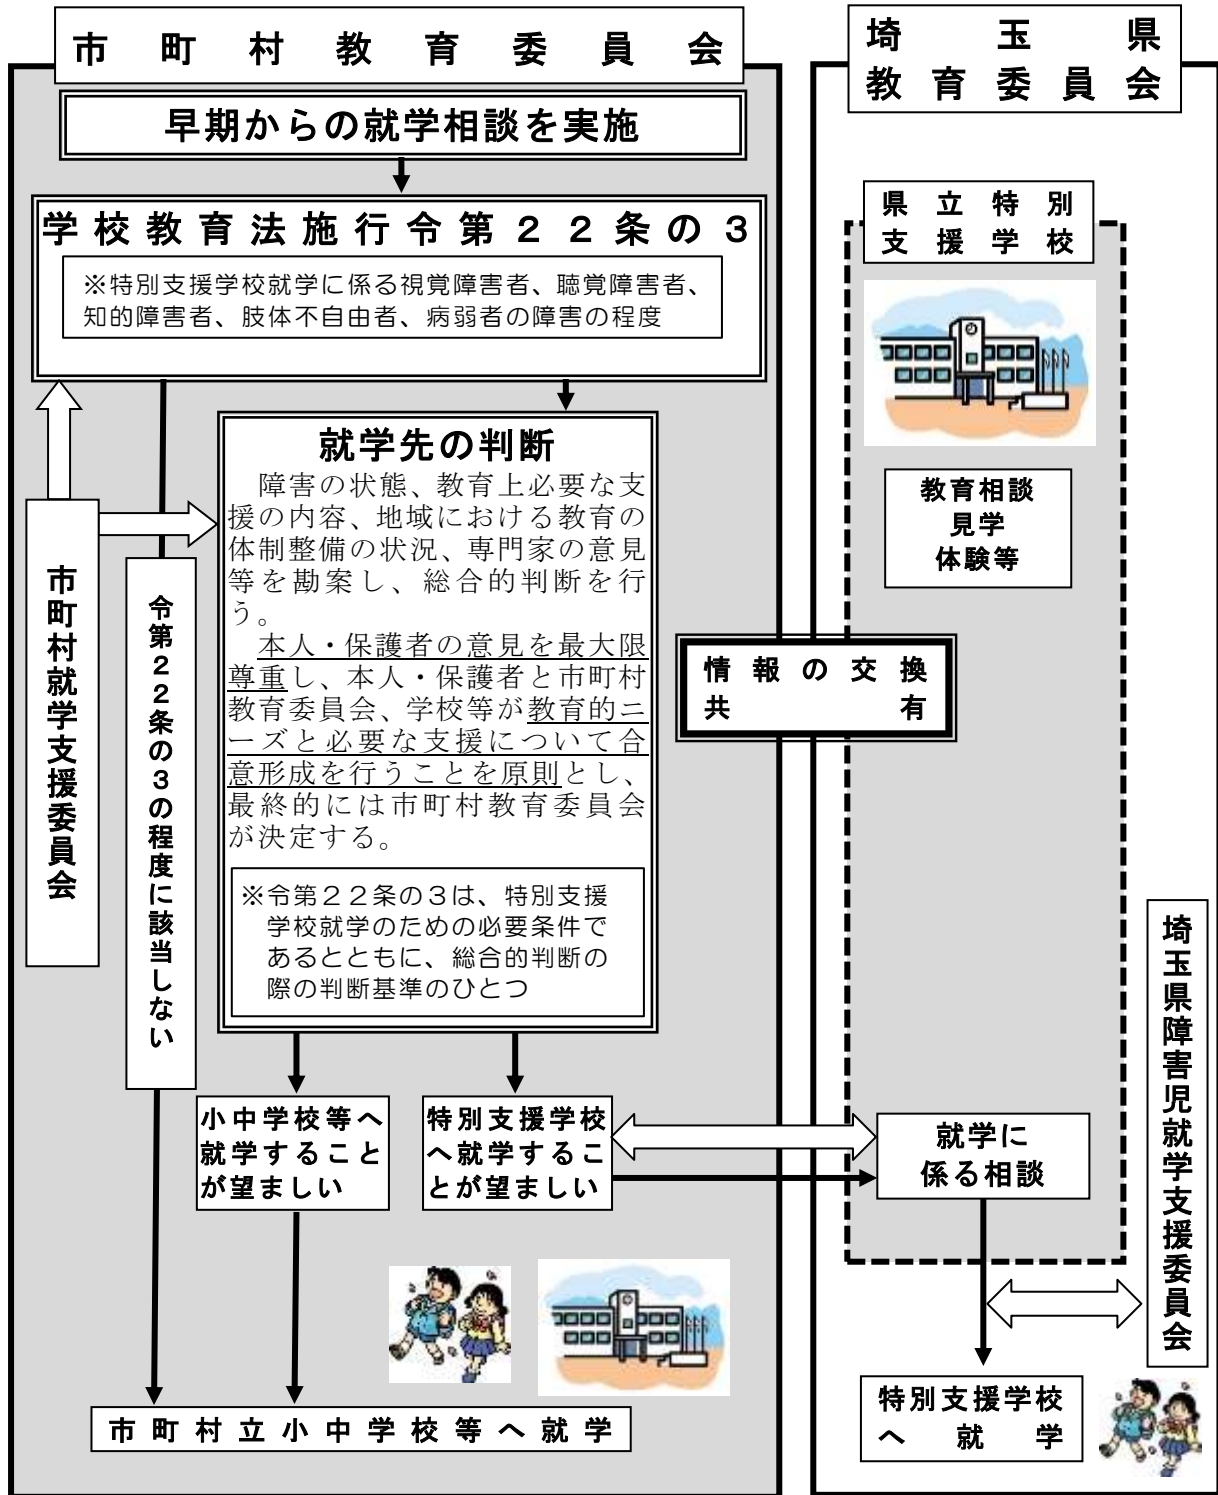 市町村教育委員会
早期からの就学相談を実施
学校教育法施行令第２２条の３
※特別支援学校就学に係る視覚障害者、聴覚障害者、
知的障害者、肢体不自由者、病弱者の障害の程度
就学先の判断
障害の状態、教育上必要な支
援の内容、地域における教育の
体制整備の状況、専門家の意見
等を勘案し、総合的判断を行
う。
本人・保護者の意見を最大限
尊重し、本人・保護者と市町村
教育委員会、学校等が教育的ニ
ーズと必要な支援について合
意形成を行うことを原則とし、
最終的には市町村教育委員会
が決定する。
※令第２２条の３は、特別支援
学校就学のための必要条件で
あるとともに、総合的判断の
際の判断基準のひとつ
市町村就学支援委員会
令第２２条の３の程度に該当しない
小中学校等へ
就学すること
が望ましい
特別支援学校
へ就学するこ
とが望ましい
市町村立小中学校等へ就学
情報の交換
共有
埼玉県
教育委員会
県立特別
支援学校
教育相談
見学
体験等
就学に
係る相談
埼玉県障害児就学支援委員会
特別支援学校
へ就学